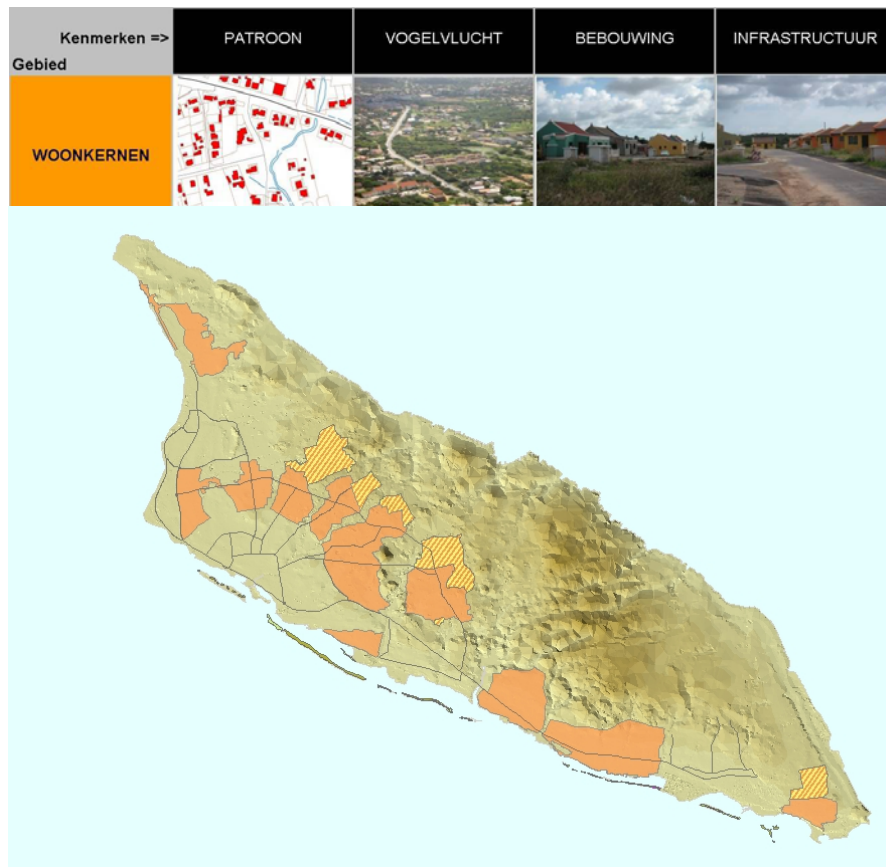 Kenmerken =>
Gebied
PATROON
VOGELVLUCHT
BEBOUWING
INFRASTRUCTUUR
WOONKERNEN